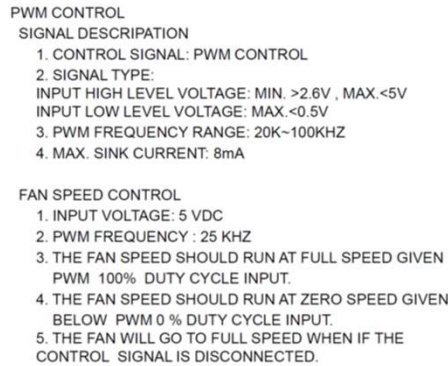 PWM CONTROL
SIGNAL DESCRIPATION
1. CONTROL SIGNAL: PWM CONTROL
2. SIGNAL TYPE:
INPUT HIGH LEVEL VOLTAGE: MIN. >2.6V , MAX.<5V
INPUT LOW LEVEL VOLTAGE: MAX.<0.5V
3. PWM FREQUENCY RANGE: 20K~100KHZ
4. MAX. SINK CURRENT: 8mA
FAN SPEED CONTROL
1. INPUT VOLTAGE: 5 VDC
2. PWM FREQUENCY : 25 KHZ
3. THE FAN SPEED SHOULD RUN AT FULL SPEED GIVEN
PWM 100% DUTY CYCLE INPUT.
4. THE FAN SPEED SHOULD RUN AT ZERO SPEED GIVEN
BELOW PWM 0 % DUTY CYCLE INPUT.
5. THE FAN WILL GO TO FULL SPEED WHEN IF THE
CONTROL SIGNAL IS DISCONNECTED.